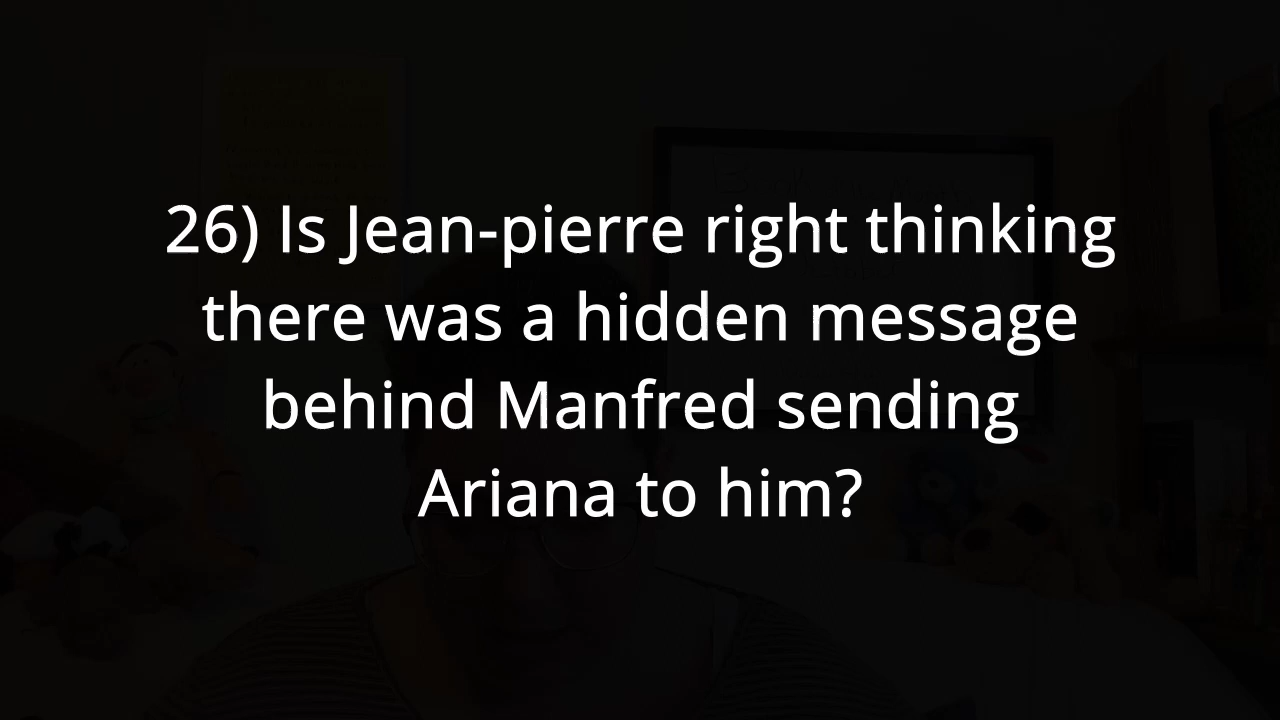 26) Is Jean-pierre right thinking
there was a hidden message
behind Manfred sending
Ariana to him?